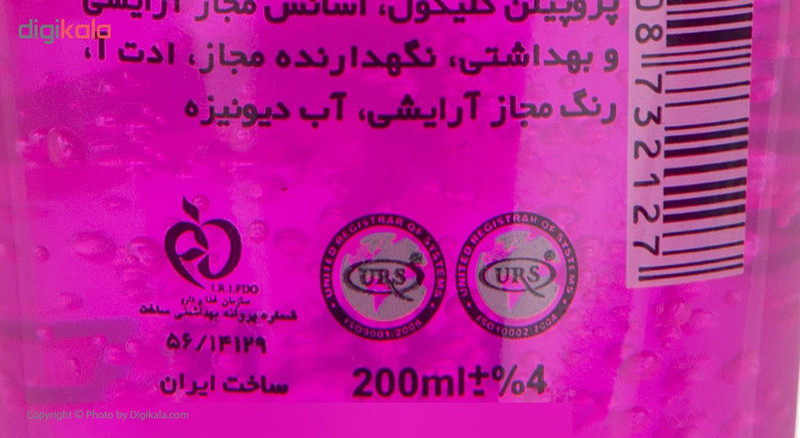 digikala
پروپیلن گلیکول، اسانس مجاز آرایشی
و بهداشتی، نگهدارنده مجاز، ادت آ،
رنگ مجاز آرایشی، آب دیونیزه
08732127
I.R.I.FDO
سازمان غذا و دارو
شماره پروانه بهداشتی ساخت
۵۶/۱۴۱۲۹
ساخت ایران
UNITED REGISTRAR OF SYSTEMS
URS
ISO9001:2008
UNITED REGISTRAR OF SYSTEMS
URS
ISO10002:2004
200ml±%4
Copyright © Photo by Digikala.com